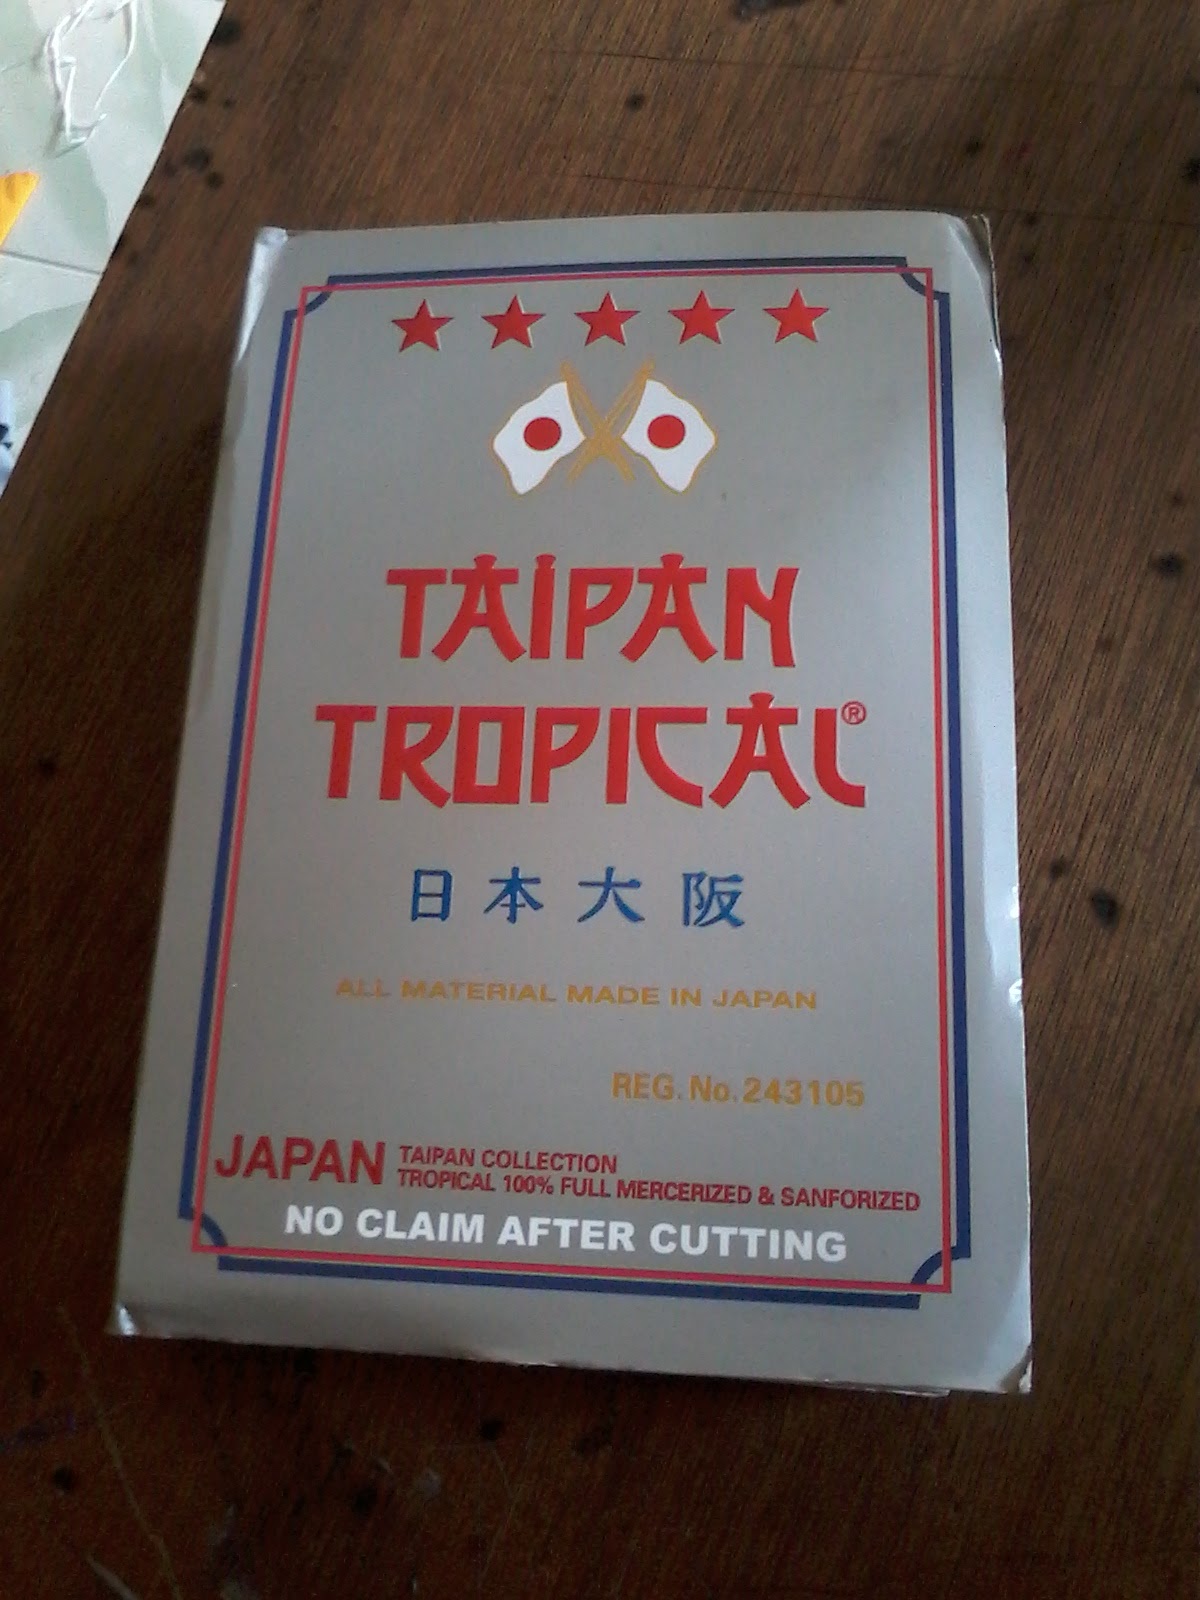 TAIPAN
TROPICAL®
日本大阪
ALL MATERIAL MADE IN JAPAN
REG. No. 243105
JAPAN TAIPAN COLLECTION
TROPICAL 100% FULL MERCERIZED & SANFORIZED
NO CLAIM AFTER CUTTING